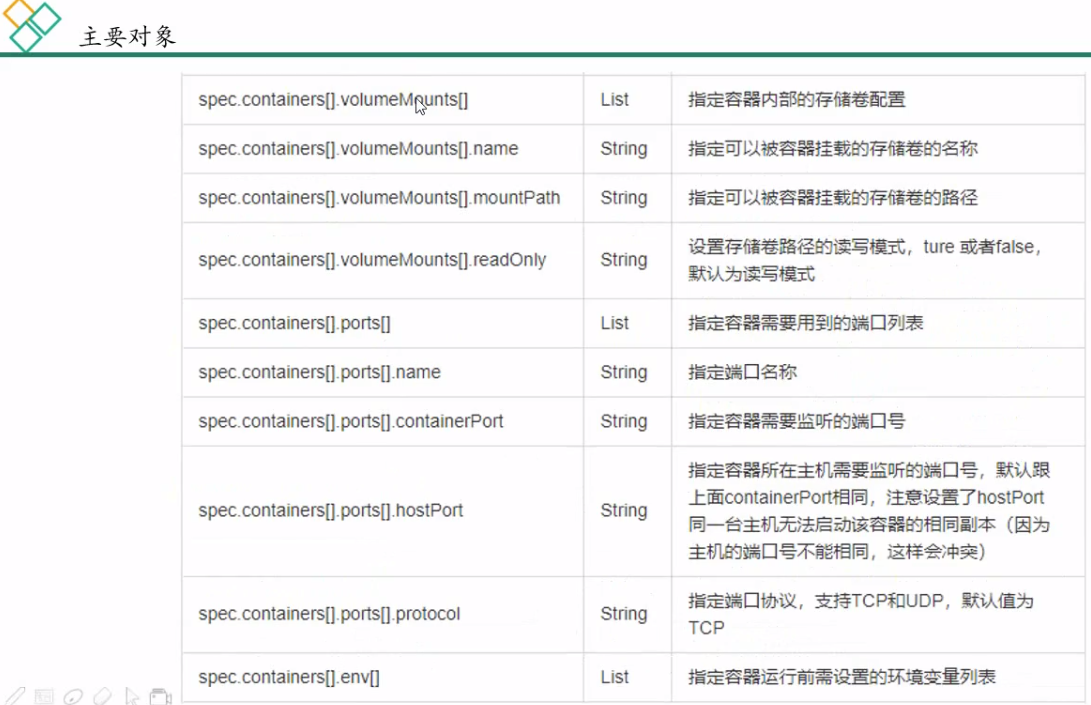 主要对象
spec.containers[].volumeMounts[] List 指定容器内部的存储卷配置
spec.containers[].volumeMounts[].name String 指定可以被容器挂载的存储卷的名称
spec.containers[].volumeMounts[].mountPath String 指定可以被容器挂载的存储卷的路径
spec.containers[].volumeMounts[].readOnly String 设置存储卷路径的读写模式，ture 或者false，
默认为读写模式
spec.containers[].ports[] List 指定容器需要用到的端口列表
spec.containers[].ports[].name String 指定端口名称
spec.containers[].ports[].containerPort String 指定容器需要监听的端口号
spec.containers[].ports[].hostPort String 指定容器所在主机需要监听的端口号，默认跟
上面containerPort相同，注意设置了hostPort
同一台主机无法启动该容器的相同副本（因为
主机的端口号不能相同，这样会冲突）
spec.containers[].ports[].protocol String 指定端口协议，支持TCP和UDP，默认值为
TCP
spec.containers[].env[] List 指定容器运行前需设置的环境变量列表